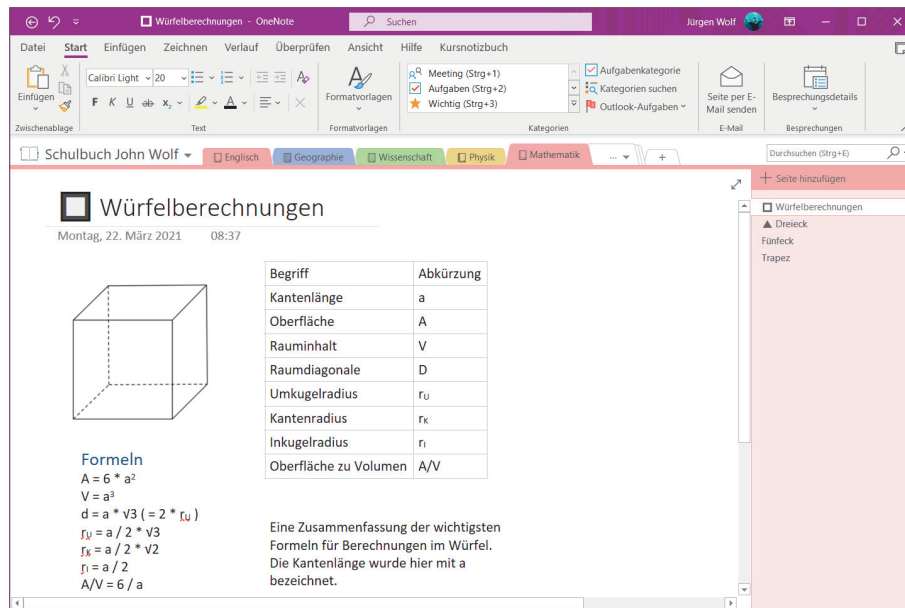 Würfelberechnungen - OneNote
Suchen
Jürgen Wolf
Datei Start Einfügen Zeichnen Verlauf Überprüfen Ansicht Hilfe Kursnotizbuch
Einfügen
Calibri Light 20
F K U ab x₂ A
Formatvorlagen
Meeting (Strg+1)
Aufgaben (Strg+2)
Wichtig (Strg+3)
Aufgabenkategorie
Kategorien suchen
Outlook-Aufgaben
Seite per E-
Mail senden
Besprechungsdetails
Zwischenablage Text Formatvorlagen Kategorien E-Mail Besprechungen
Schulbuch John Wolf Englisch Geographie Wissenschaft Physik Mathematik ... +
Durchsuchen (Strg+E)
Seite hinzufügen
Würfelberechnungen
Dreieck
Fünfeck
Trapez
Würfelberechnungen
Montag, 22. März 2021 08:37
Begriff Abkürzung
Kantenlänge a
Oberfläche A
Rauminhalt V
Raumdiagonale D
Umkugelradius rᵤ
Kantenradius rₖ
Inkugelradius rᵢ
Oberfläche zu Volumen A/V
Formeln
A = 6 * a²
V = a³
d = a * √3 ( = 2 * rᵤ )
rᵤ = a / 2 * √3
rₖ = a / 2 * √2
rᵢ = a / 2
A/V = 6 / a
Eine Zusammenfassung der wichtigsten
Formeln für Berechnungen im Würfel.
Die Kantenlänge wurde hier mit a
bezeichnet.